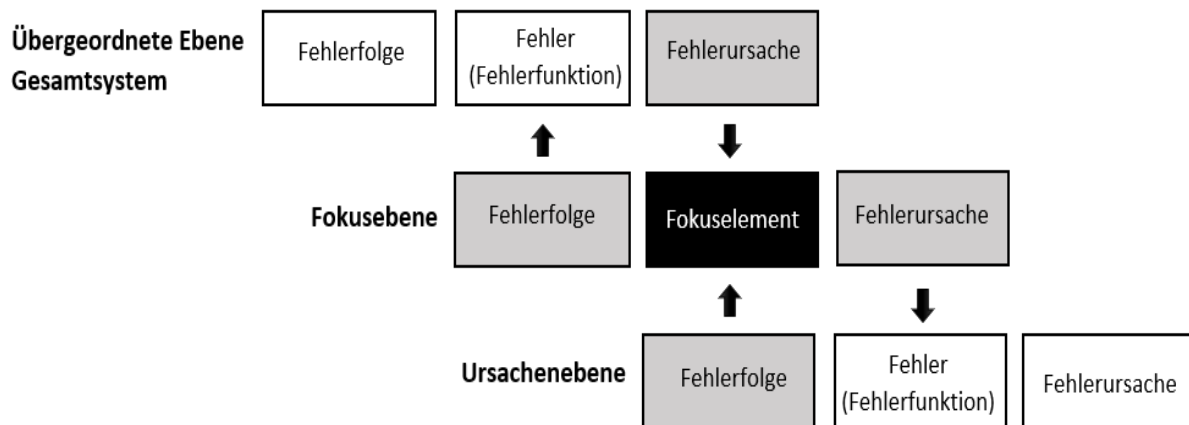 Übergeordnete Ebene
Gesamtsystem
Fehlerfolge
Fehler
(Fehlerfunktion)
Fehlerursache
Fokusebene
Fehlerfolge
Fokuselement
Fehlerursache
Ursachenebene
Fehlerfolge
Fehler
(Fehlerfunktion)
Fehlerursache